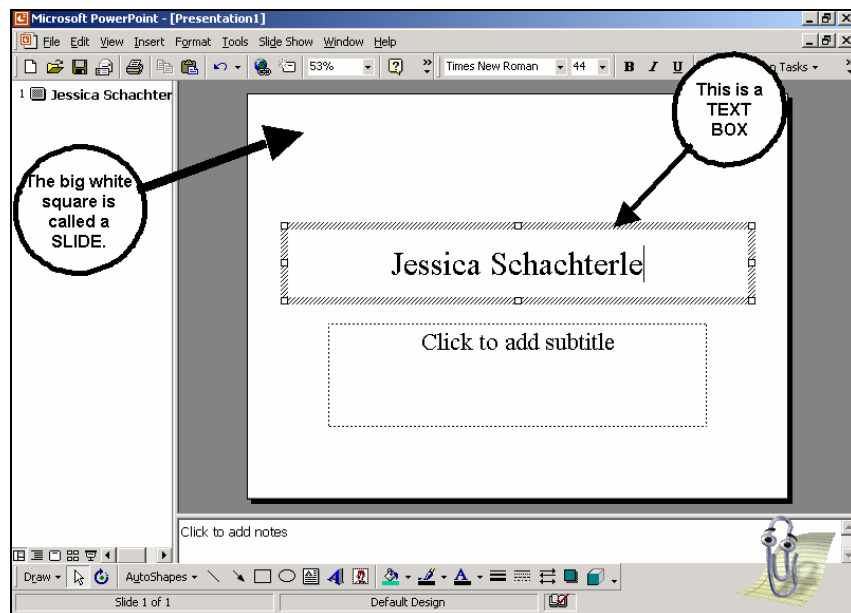 Microsoft PowerPoint - [Presentation1]
File Edit View Insert Format Tools Slide Show Window Help
53% Times New Roman 44 B I U Tasks
1 Jessica Schachter
This is a
TEXT
BOX
The big white
square is
called a
SLIDE.
Jessica Schachterle
Click to add subtitle
Click to add notes
Draw AutoShapes
Slide 1 of 1 Default Design